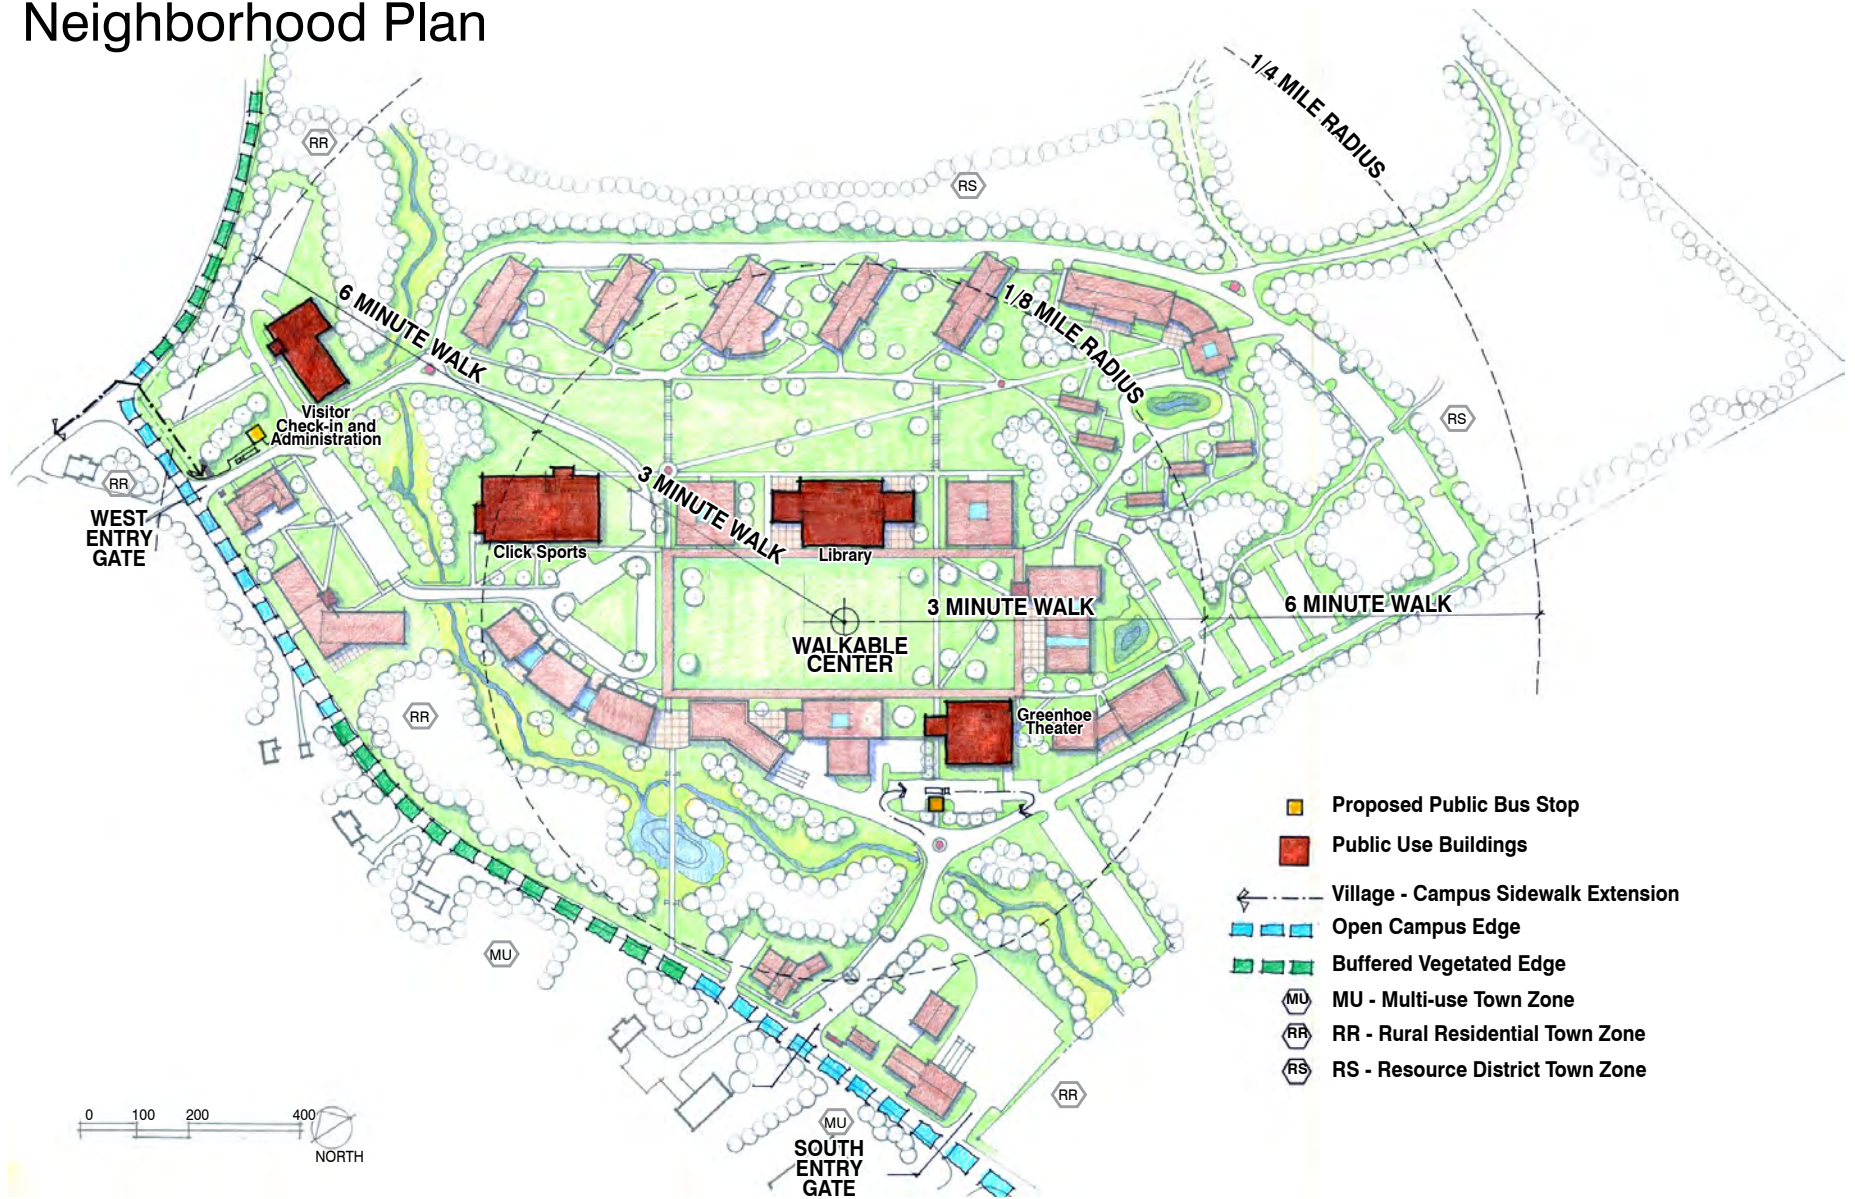 Neighborhood Plan
1/4 MILE RADIUS
RR
RS
6 MINUTE WALK
1/8 MILE RADIUS
Visitor
Check-in and
Administration
RS
RR
WEST
ENTRY
GATE
3 MINUTE WALK
Click Sports
Library
3 MINUTE WALK
6 MINUTE WALK
WALKABLE
CENTER
RR
Greenhoe
Theater
MU
RR
MU
SOUTH
ENTRY
GATE
Proposed Public Bus Stop
Public Use Buildings
Village - Campus Sidewalk Extension
Open Campus Edge
Buffered Vegetated Edge
MU MU - Multi-use Town Zone
RR RR - Rural Residential Town Zone
RS RS - Resource District Town Zone
0 100 200 400
NORTH